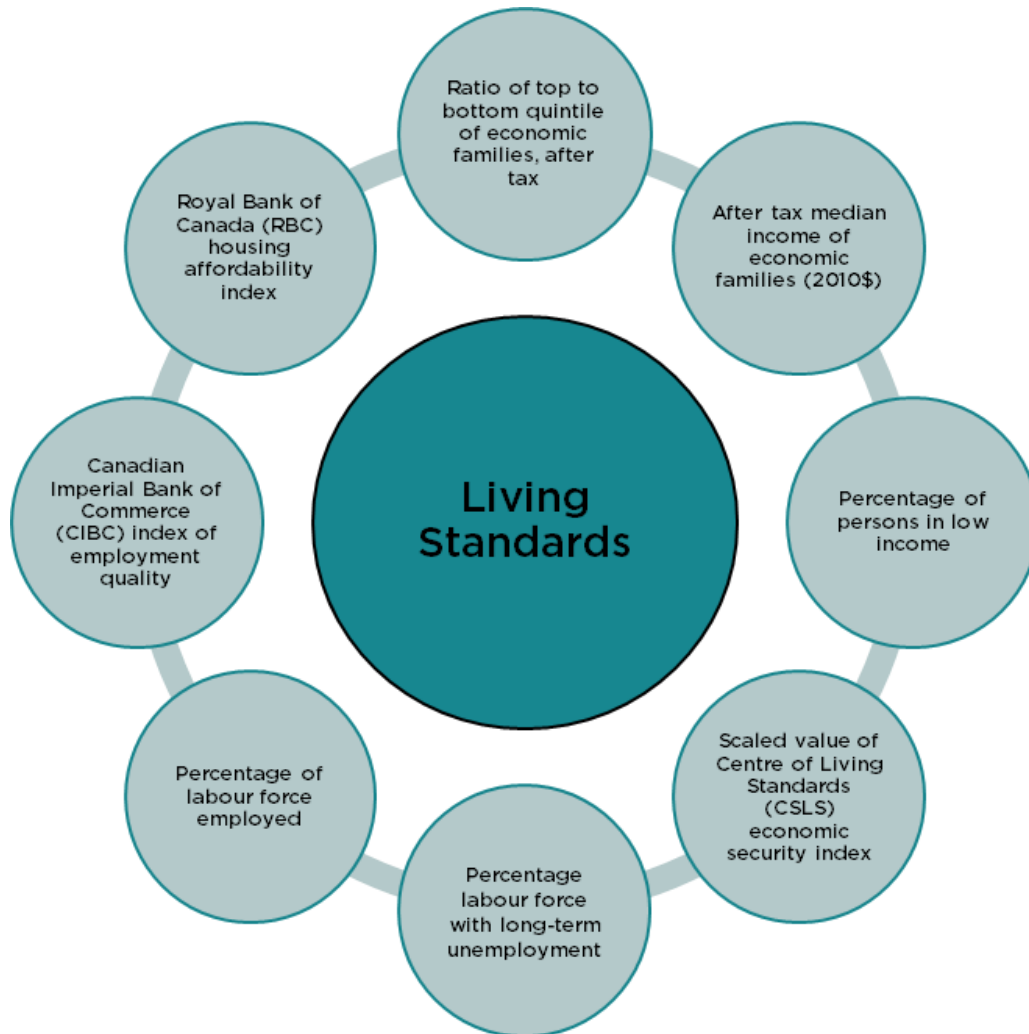 Ratio of top to
bottom quintile
of economic
families, after
tax
After tax median
income of
economic
families (2010$)
Percentage of
persons in low
income
Scaled value of
Centre of Living
Standards
(CSLS)
economic
security index
Percentage
labour force
with long-term
unemployment
Percentage of
labour force
employed
Canadian
Imperial Bank of
Commerce
(CIBC) index of
employment
quality
Royal Bank of
Canada (RBC)
housing
affordability
index
Living
Standards